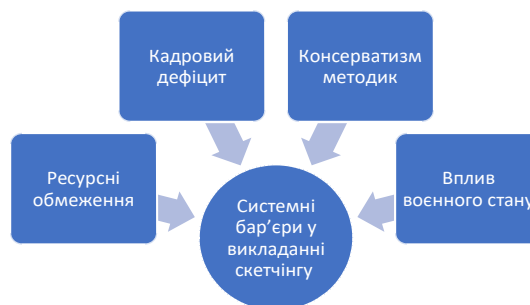 Кадровий
дефіцит
Консерватизм
методик
Ресурсні
обмеження
Вплив
воєнного стану
Системні
бар’єри у
викладанні
скетчінгу